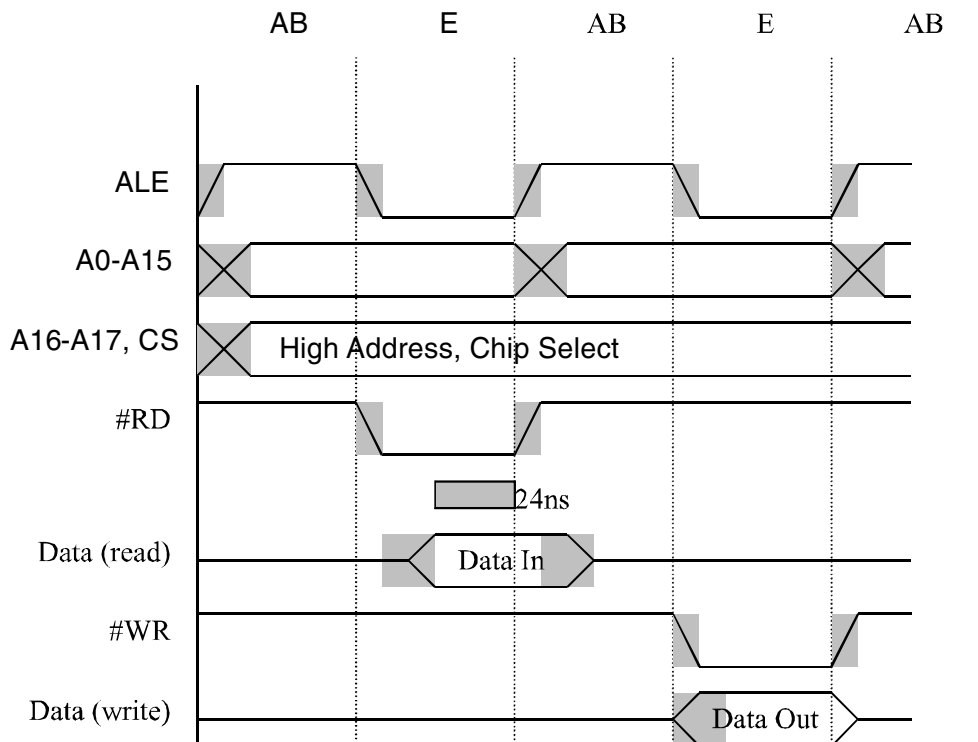 AB E AB E AB
ALE
A0-A15
A16-A17, CS High Address, Chip Select
#RD
24ns
Data (read) Data In
#WR
Data (write) Data Out